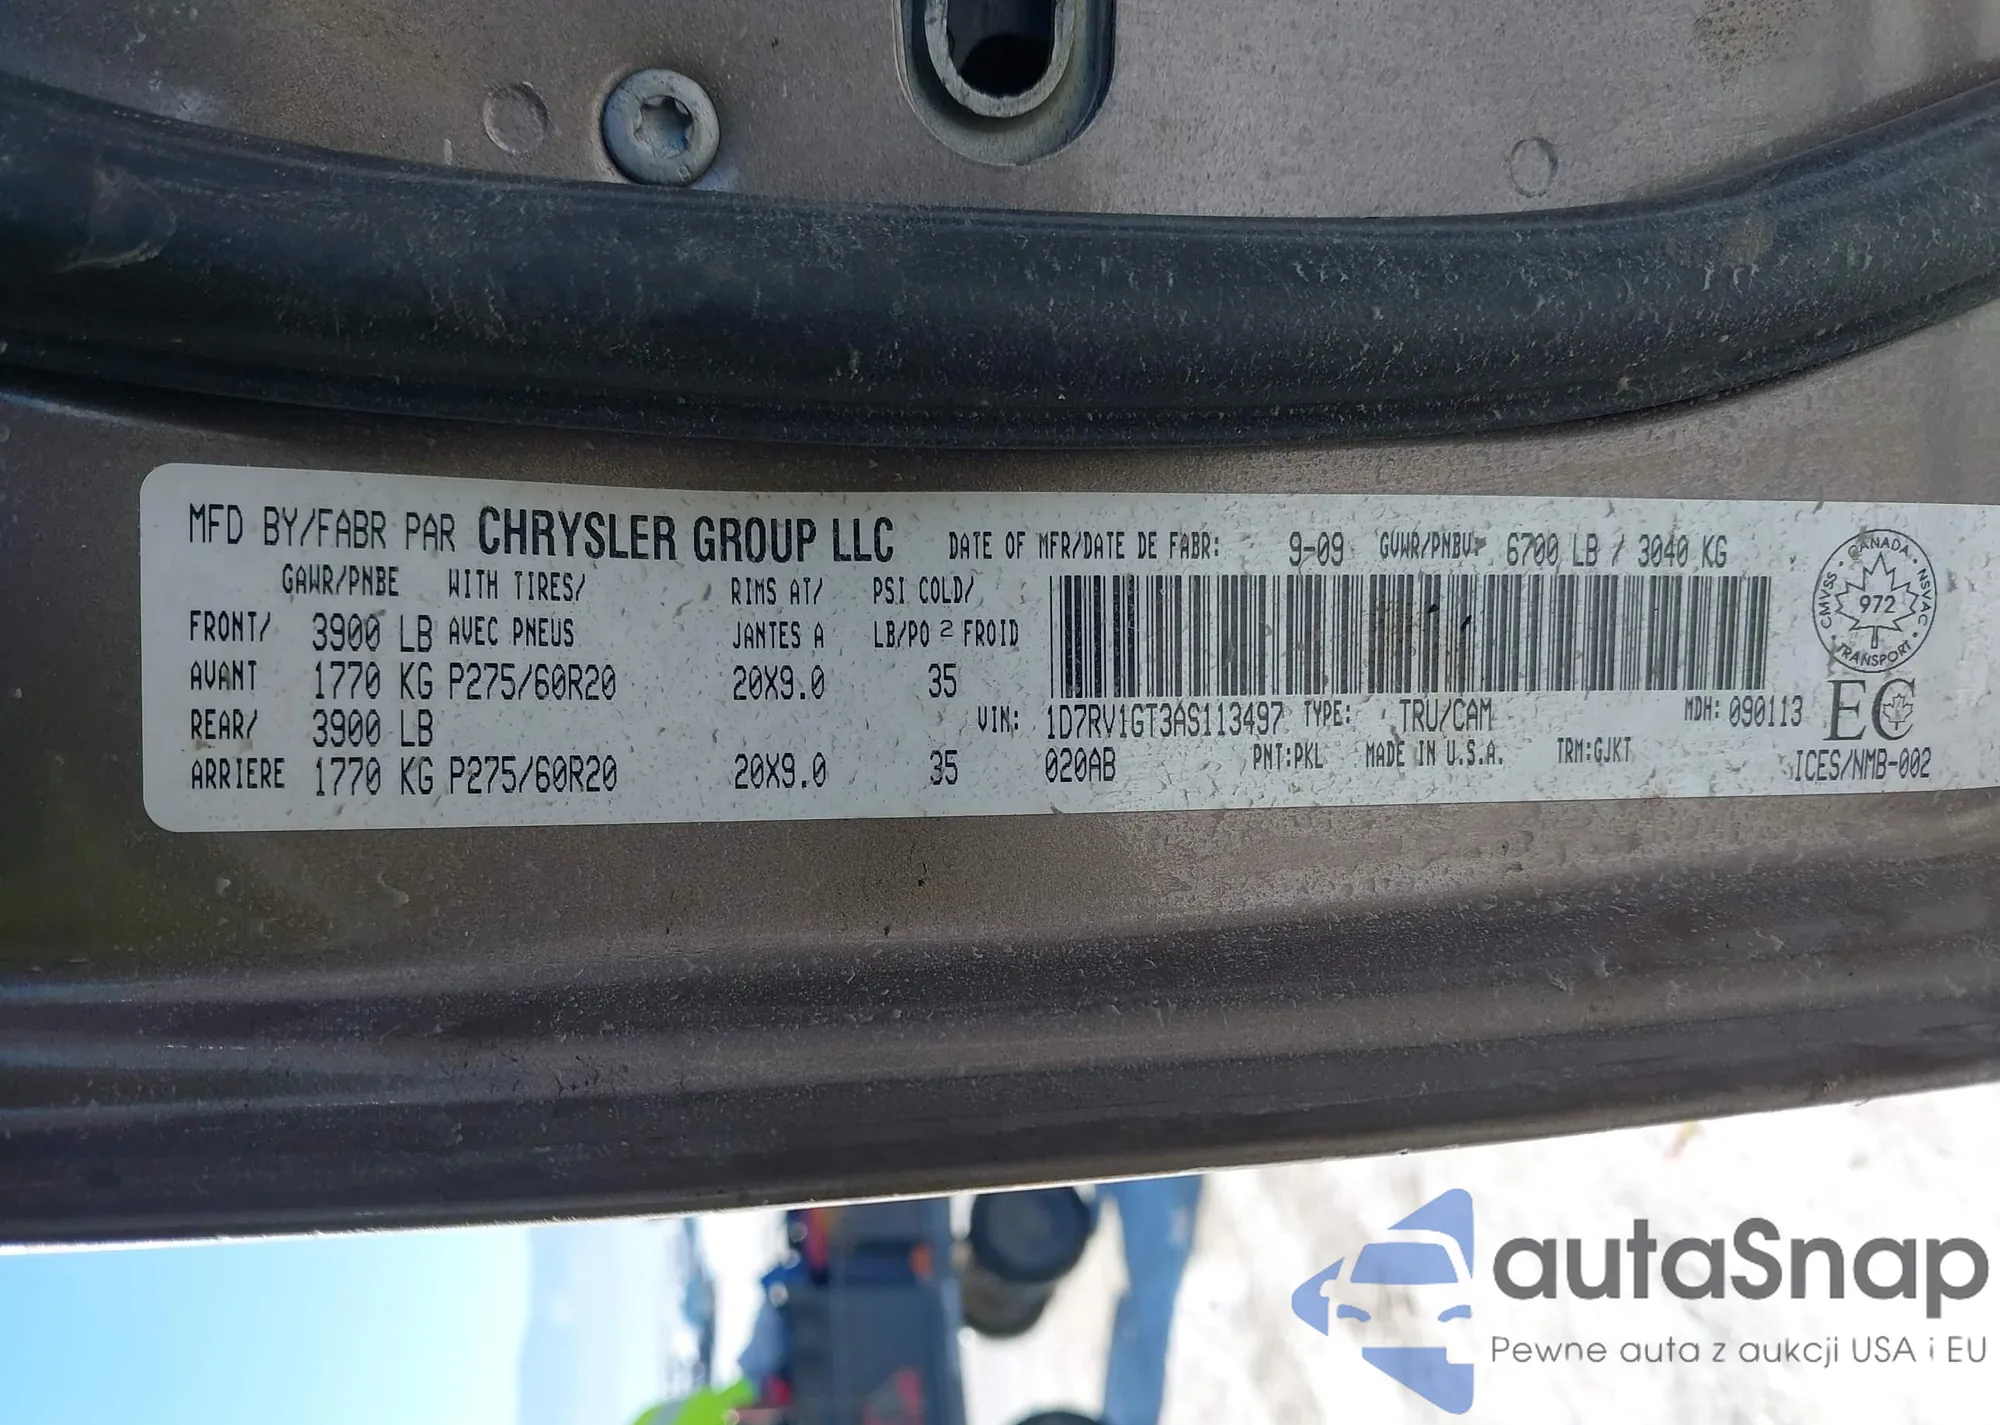 MFD BY/FABR PAR CHRYSLER GROUP LLC DATE OF MFR/DATE DE FABR: 9-09 GVWR/PNBV: 6700 LB / 3040 KG
GAWR/PNBE WITH TIRES/ RIMS AT/ PSI COLD/
FRONT/ 3900 LB AVEC PNEUS JANTES A LB/PO 2 FROID
AVANT 1770 KG P275/60R20 20X9.0 35
REAR/ 3900 LB VIN: 1D7RV1GT3AS113497 TYPE: TRU/CAM MDH: 090113
ARRIERE 1770 KG P275/60R20 20X9.0 35 020AB PNT:PKL MADE IN U.S.A. TRM:GJKT
CANADA
CMVSS 972 NSVAC
TRANSPORT
EC
ICES/NMB-002
autaSnap
Pewne auta z aukcji USA i EU